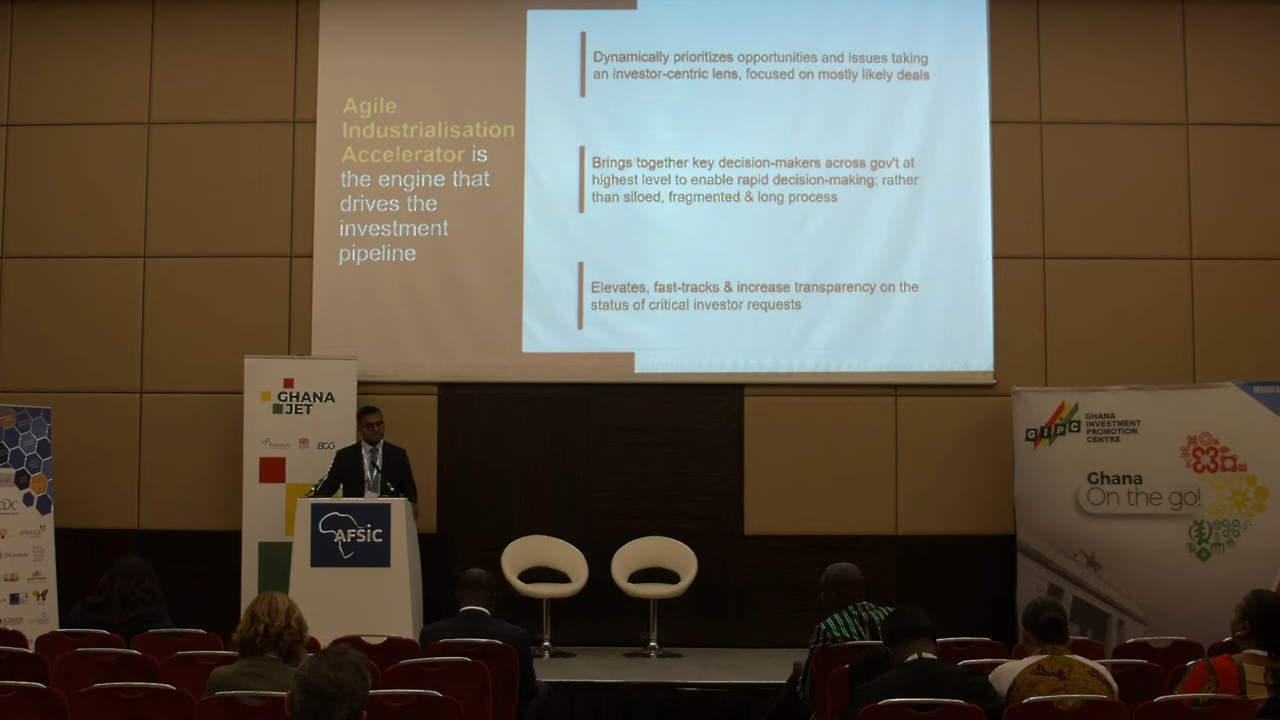 Agile
Industrialisation
Accelerator is
the engine that
drives the
investment
pipeline
Dynamically prioritizes opportunities and issues taking
an investor-centric lens, focused on mostly likely deals
Brings together key decision-makers across gov't at
highest level to enable rapid decision-making; rather
than siloed, fragmented & long process
Elevates, fast-tracks & increase transparency on the
status of critical investor requests
GHANA
JET
Palladium
BCG
AFSIC
GIPC
GHANA
INVESTMENT
PROMOTION
CENTRE
Ghana
On the go!
CDC